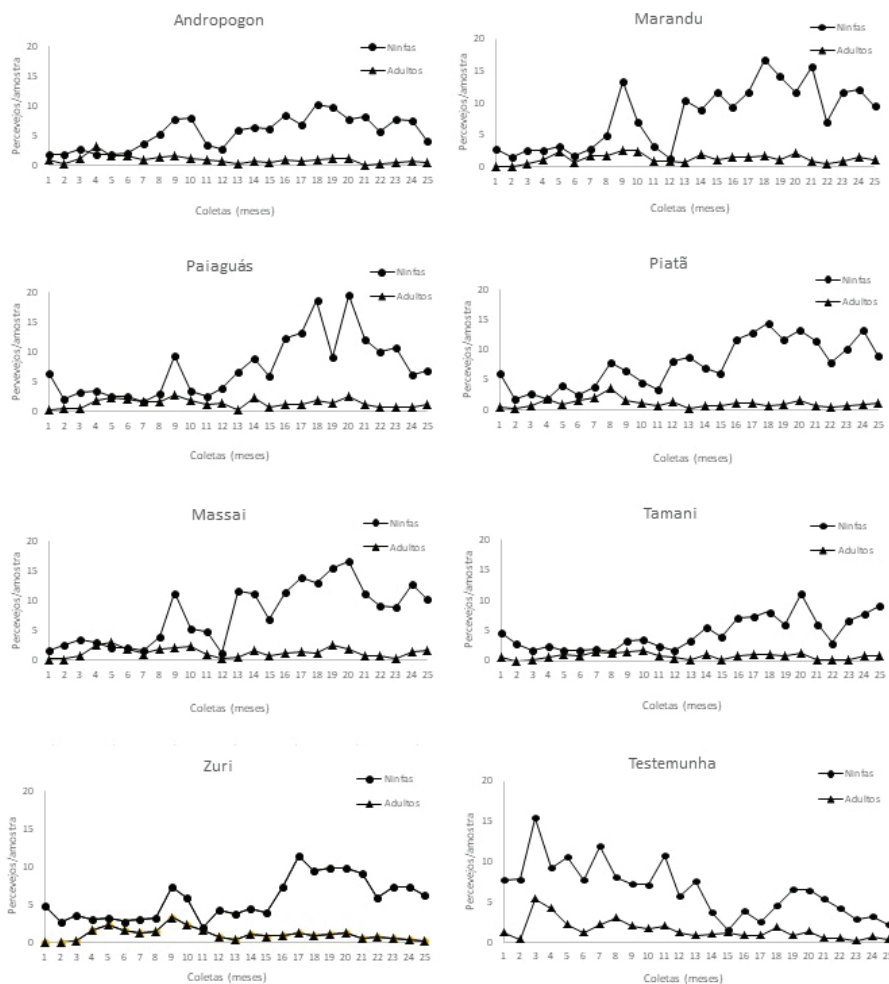 Andropogon
Ninfas
Adultos
Percevejos/amostra
20
15
10
5
0
1 2 3 4 5 6 7 8 9 10 11 12 13 14 15 16 17 18 19 20 21 22 23 24 25
Coletas (meses)
Marandu
Ninfas
Adultos
Percevejos/amostra
20
15
10
5
0
1 2 3 4 5 6 7 8 9 10 11 12 13 14 15 16 17 18 19 20 21 22 23 24 25
Coletas (meses)
Paiaguás
Ninfas
Adultos
Pervevejos/amostra
20
15
10
5
0
1 2 3 4 5 6 7 8 9 10 11 12 13 14 15 16 17 18 19 20 21 22 23 24 25
Coletas (meses)
Piatã
Ninfas
Adultos
Percevejos/amostra
20
15
10
5
0
1 2 3 4 5 6 7 8 9 10 11 12 13 14 15 16 17 18 19 20 21 22 23 24 25
Coletas (meses)
Massai
Ninfas
Adultos
Percevejos/amostra
20
15
10
5
0
1 2 3 4 5 6 7 8 9 10 11 12 13 14 15 16 17 18 19 20 21 22 23 24 25
Coletas (meses)
Tamani
Ninfas
Adultos
Percevejos/amostra
20
15
10
5
0
1 2 3 4 5 6 7 8 9 10 11 12 13 14 15 16 17 18 19 20 21 22 23 24 25
Coletas (meses)
Zuri
Ninfas
Adultos
Percevejos/amostra
20
15
10
5
0
1 2 3 4 5 6 7 8 9 10 11 12 13 14 15 16 17 18 19 20 21 22 23 24 25
Coletas (meses)
Testemunha
Ninfas
Adultos
Percevejos/amostra
20
15
10
5
0
1 2 3 4 5 6 7 8 9 10 11 12 13 14 15 16 17 18 19 20 21 22 23 24 25
Coletas (meses)